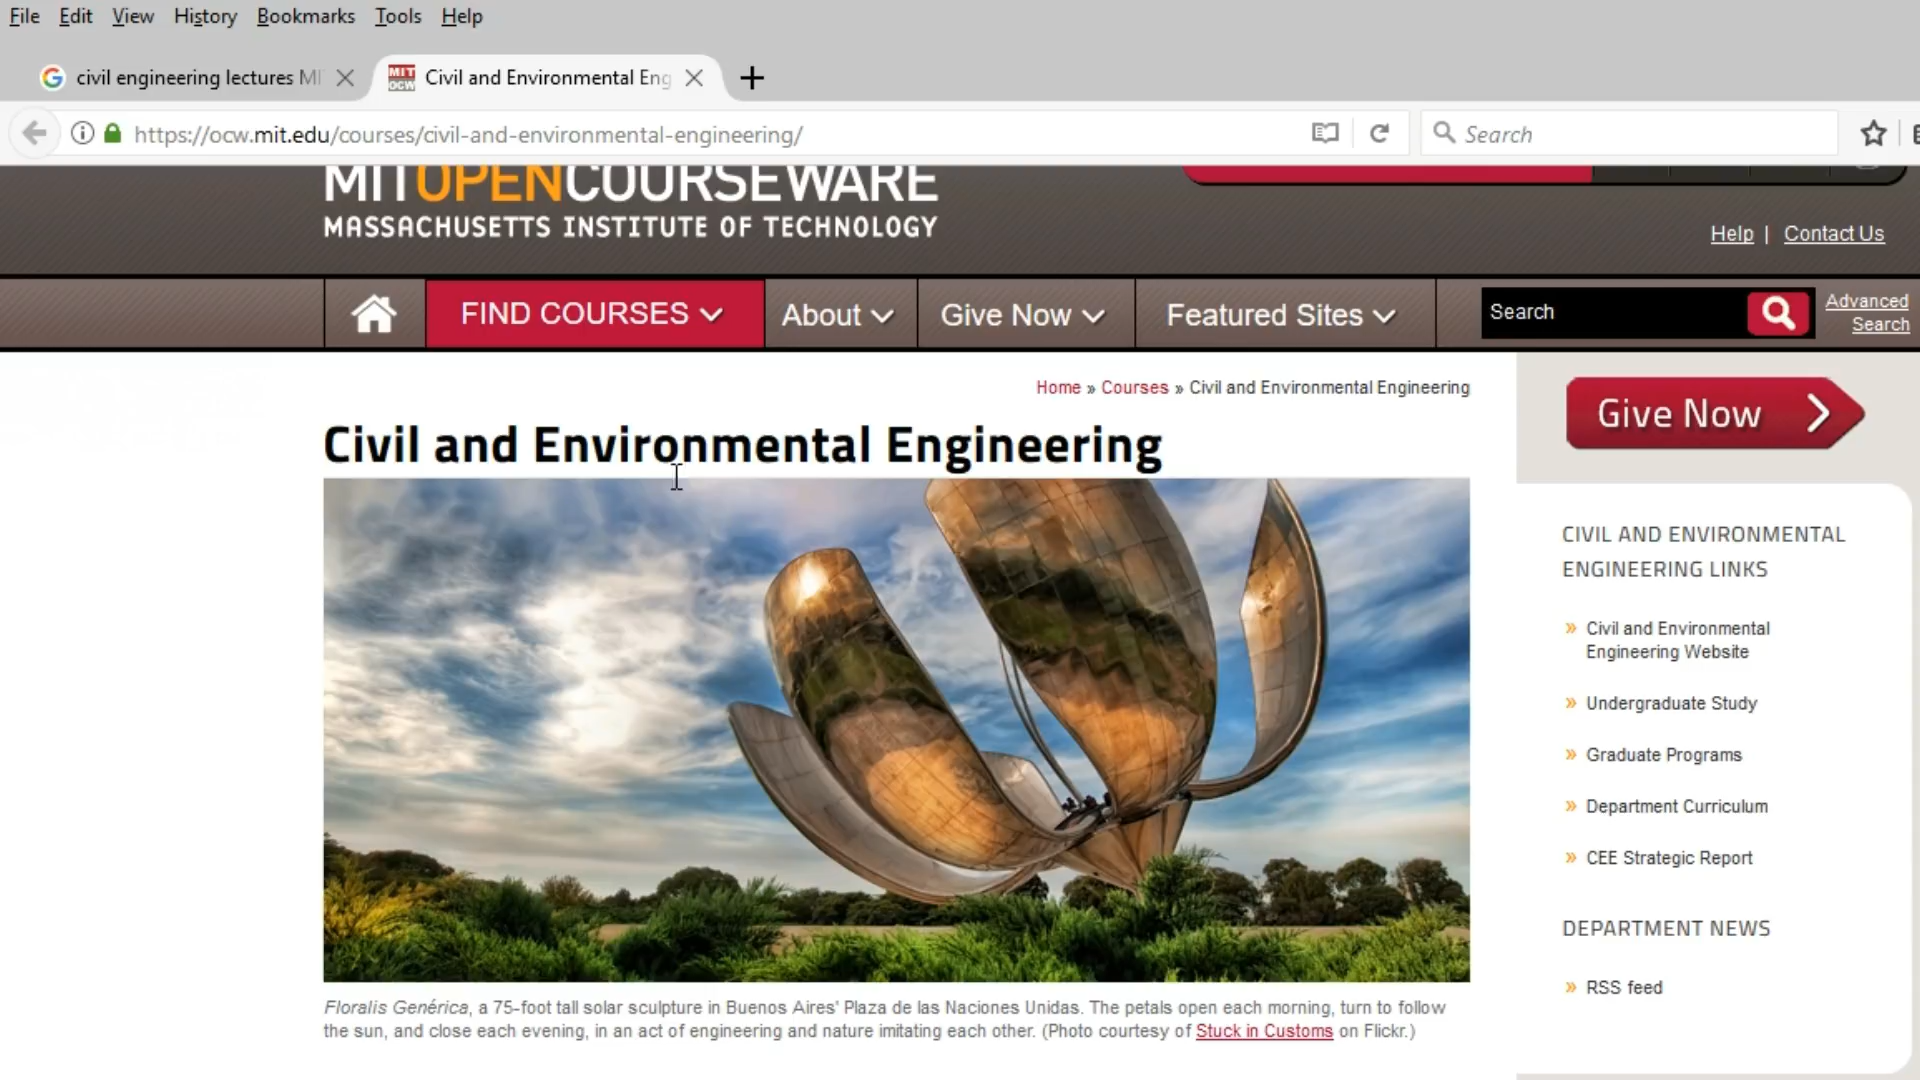 File Edit View History Bookmarks Tools Help
civil engineering lectures MI
Civil and Environmental Eng
https://ocw.mit.edu/courses/civil-and-environmental-engineering/
Search
MITOPENCOURSEWARE
MASSACHUSETTS INSTITUTE OF TECHNOLOGY
Help | Contact Us
FIND COURSES
About
Give Now
Featured Sites
Search
Advanced
Search
Home » Courses » Civil and Environmental Engineering
Civil and Environmental Engineering
Floralis Genérica, a 75-foot tall solar sculpture in Buenos Aires' Plaza de las Naciones Unidas. The petals open each morning, turn to follow
the sun, and close each evening, in an act of engineering and nature imitating each other. (Photo courtesy of Stuck in Customs on Flickr.)
Give Now
CIVIL AND ENVIRONMENTAL
ENGINEERING LINKS
» Civil and Environmental
Engineering Website
» Undergraduate Study
» Graduate Programs
» Department Curriculum
» CEE Strategic Report
DEPARTMENT NEWS
» RSS feed